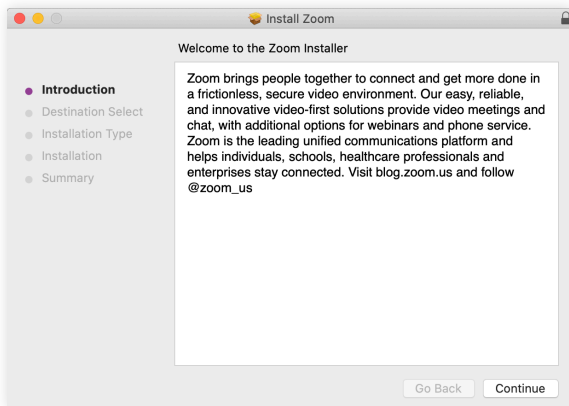 Install Zoom
Welcome to the Zoom Installer
Introduction
Destination Select
Installation Type
Installation
Summary
Zoom brings people together to connect and get more done in
a frictionless, secure video environment. Our easy, reliable,
and innovative video-first solutions provide video meetings and
chat, with additional options for webinars and phone service.
Zoom is the leading unified communications platform and
helps individuals, schools, healthcare professionals and
enterprises stay connected. Visit blog.zoom.us and follow
@zoom_us
Go Back
Continue